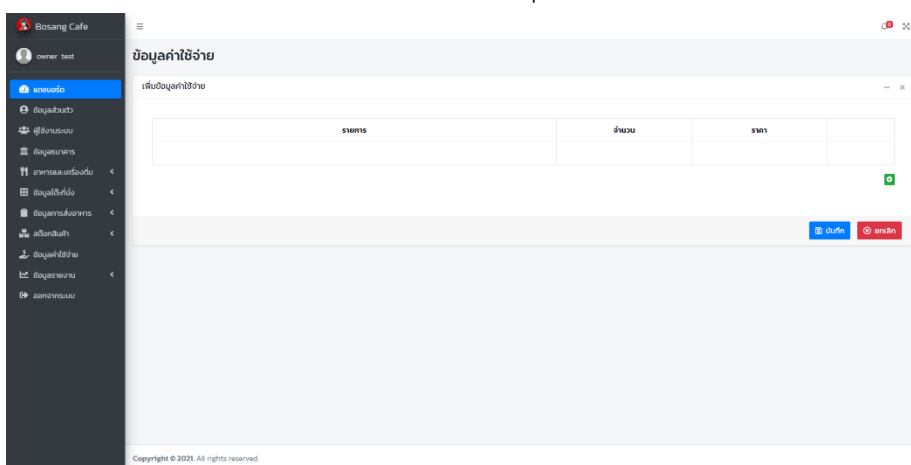 Bosang Cafe
0
owner test
ข้อมูลค่าใช้จ่าย
เพิ่มข้อมูลค่าใช้จ่าย
แดชบอร์ด
ข้อมูลส่วนตัว
ผู้ใช้งานระบบ
ข้อมูลธนาคาร
อาหารและเครื่องดื่ม
ข้อมูลโต๊ะที่นั่ง
ข้อมูลการสั่งอาหาร
สต๊อกสินค้า
ข้อมูลค่าใช้จ่าย
ข้อมูลรายงาน
ออกจากระบบ
รายการ จำนวน ราคา
บันทึก ยกเลิก
Copyright © 2021. All rights reserved.